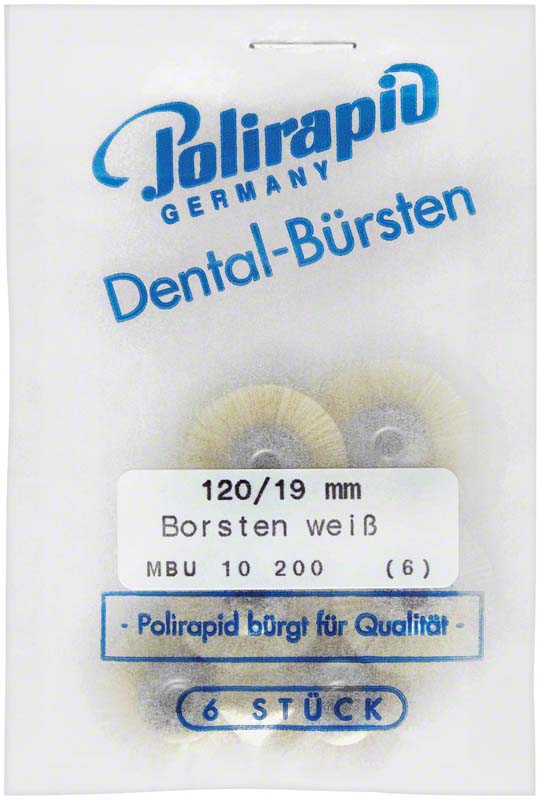 Polirapid
GERMANY
Dental-Bürsten
120/19 mm
Borsten weiß
MBU 10 200 (6)
- Polirapid bürgt für Qualität -
6 STÜCK